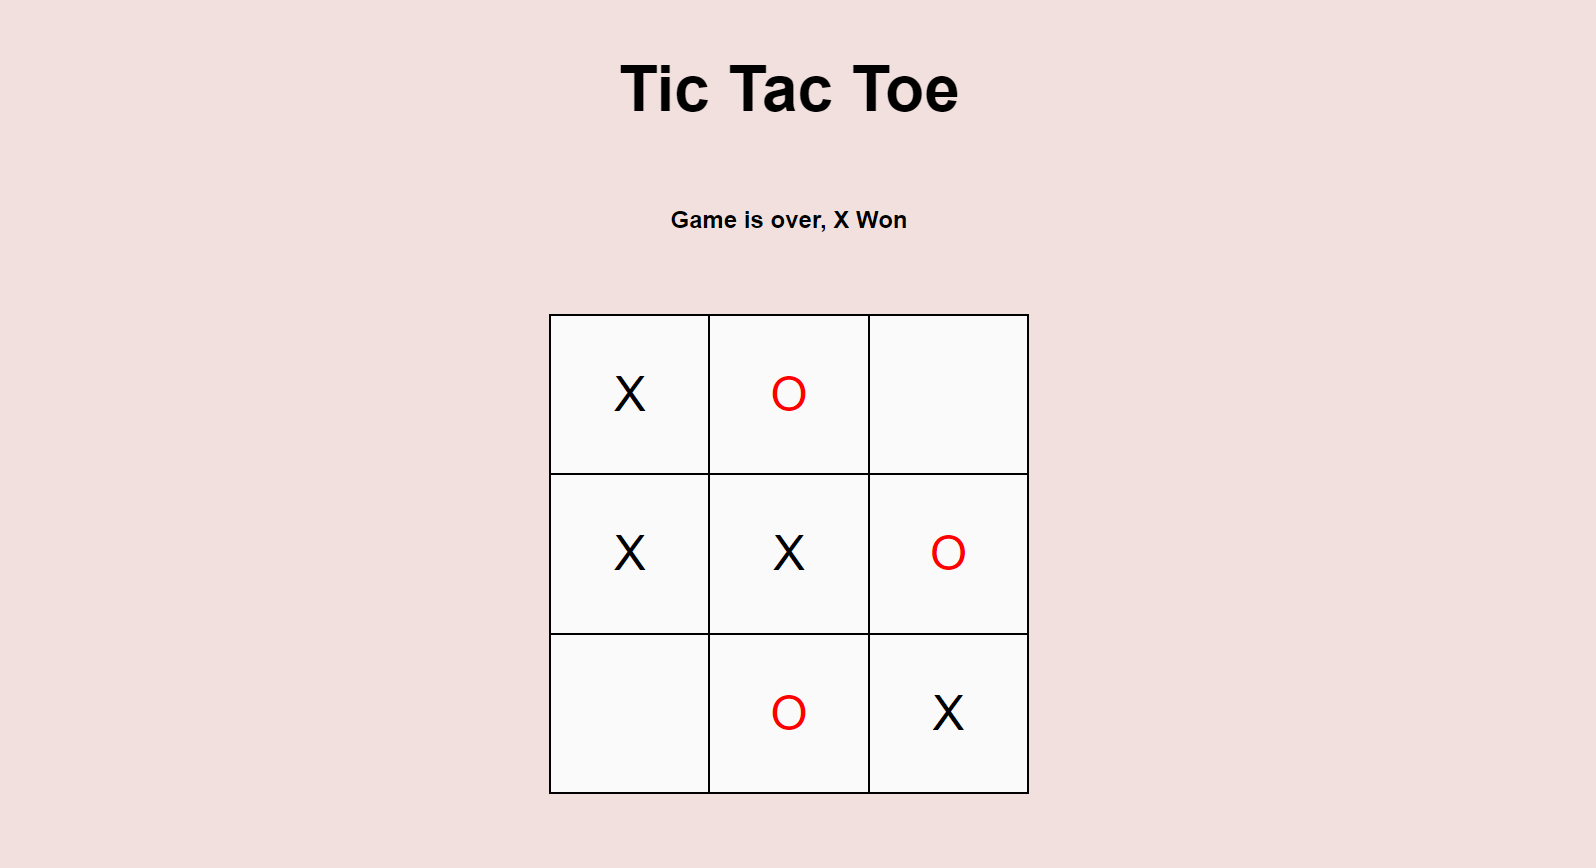 Tic Tac Toe
Game is over, X Won
X O
X X O
O X